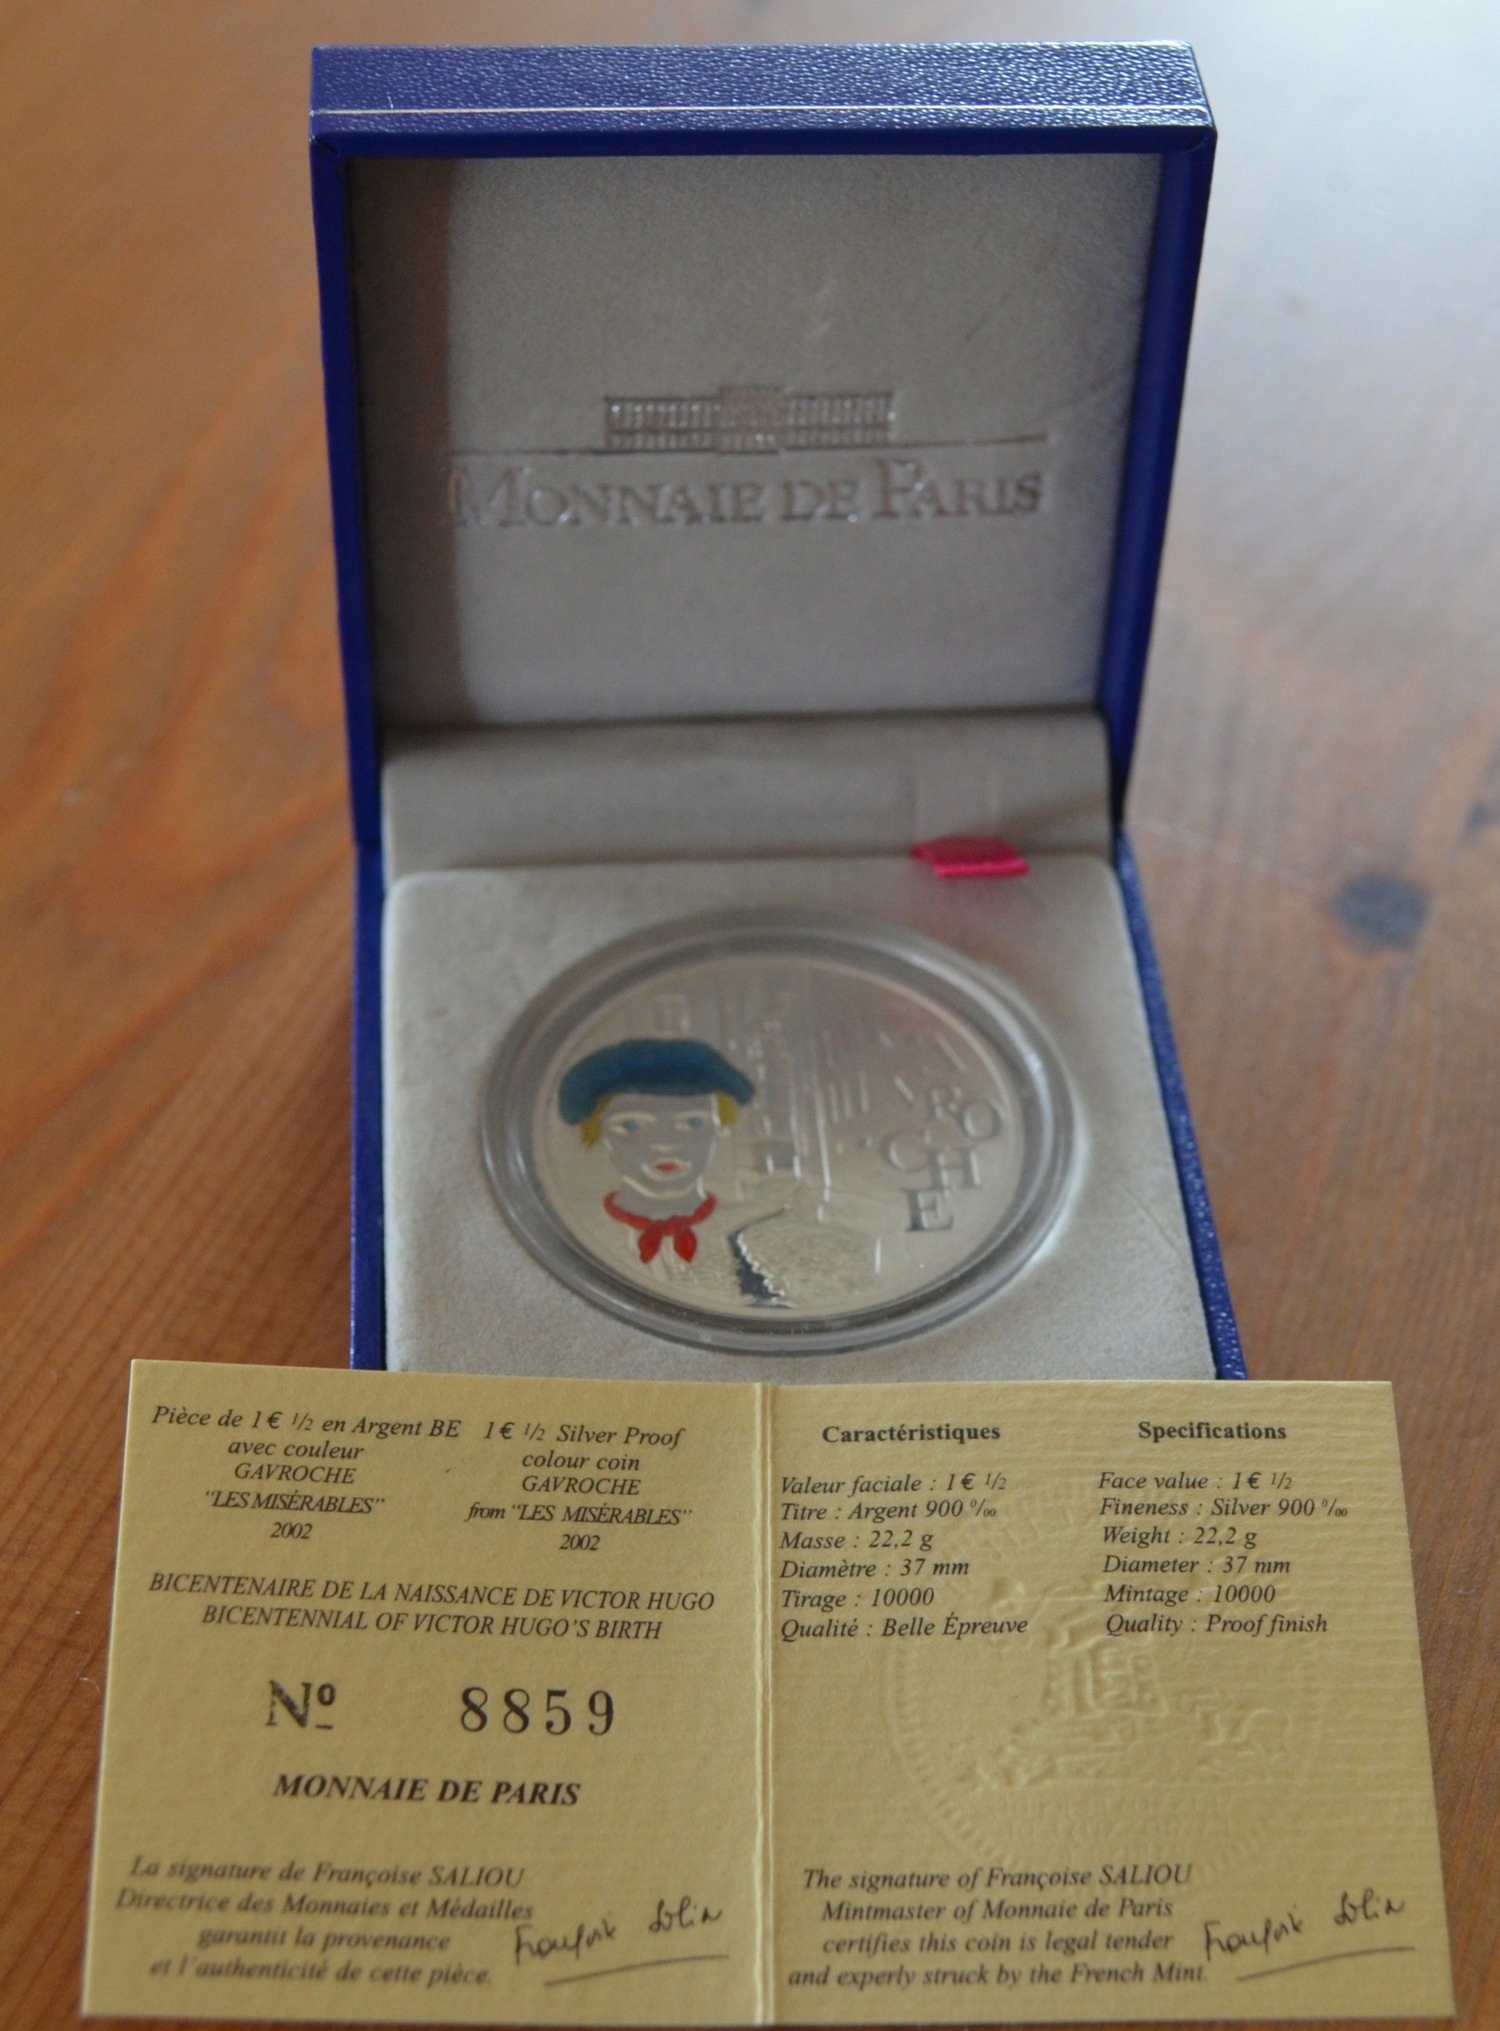 MONNAIE DE PARIS
RO
CH
E
Pièce de 1€ 1/2 en Argent BE
avec couleur
GAVROCHE
"LES MISÉRABLES"
2002
1€ 1/2 Silver Proof
colour coin
GAVROCHE
from "LES MISÉRABLES"
2002
BICENTENAIRE DE LA NAISSANCE DE VICTOR HUGO
BICENTENNIAL OF VICTOR HUGO'S BIRTH
Nº 8859
MONNAIE DE PARIS
La signature de Françoise SALIOU
Directrice des Monnaies et Médailles
garantit la provenance
et l'authenticité de cette pièce.
Caractéristiques
Valeur faciale : 1€ 1/2
Titre : Argent 900 ‰
Masse : 22,2 g
Diamètre : 37 mm
Tirage : 10000
Qualité : Belle Épreuve
Specifications
Face value : 1€ 1/2
Fineness : Silver 900 ‰
Weight : 22,2 g
Diameter : 37 mm
Mintage : 10000
Quality : Proof finish
The signature of Françoise SALIOU
Mintmaster of Monnaie de Paris
certifies this coin is legal tender
and experly struck by the French Mint.